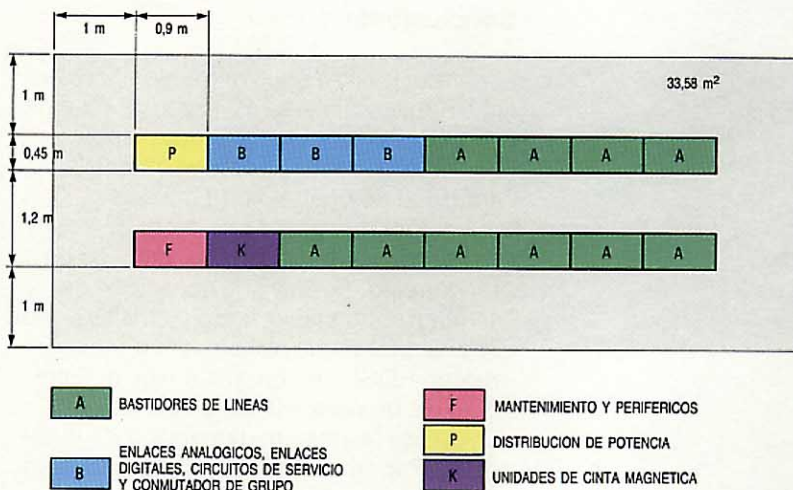 1 m
0,9 m
33,58 m²
1 m
0,45 m
P B B B A A A A
1,2 m
F K A A A A A A
1 m
A BASTIDORES DE LINEAS
B ENLACES ANALOGICOS, ENLACES
DIGITALES, CIRCUITOS DE SERVICIO
Y CONMUTADOR DE GRUPO
F MANTENIMIENTO Y PERIFERICOS
P DISTRIBUCION DE POTENCIA
K UNIDADES DE CINTA MAGNETICA